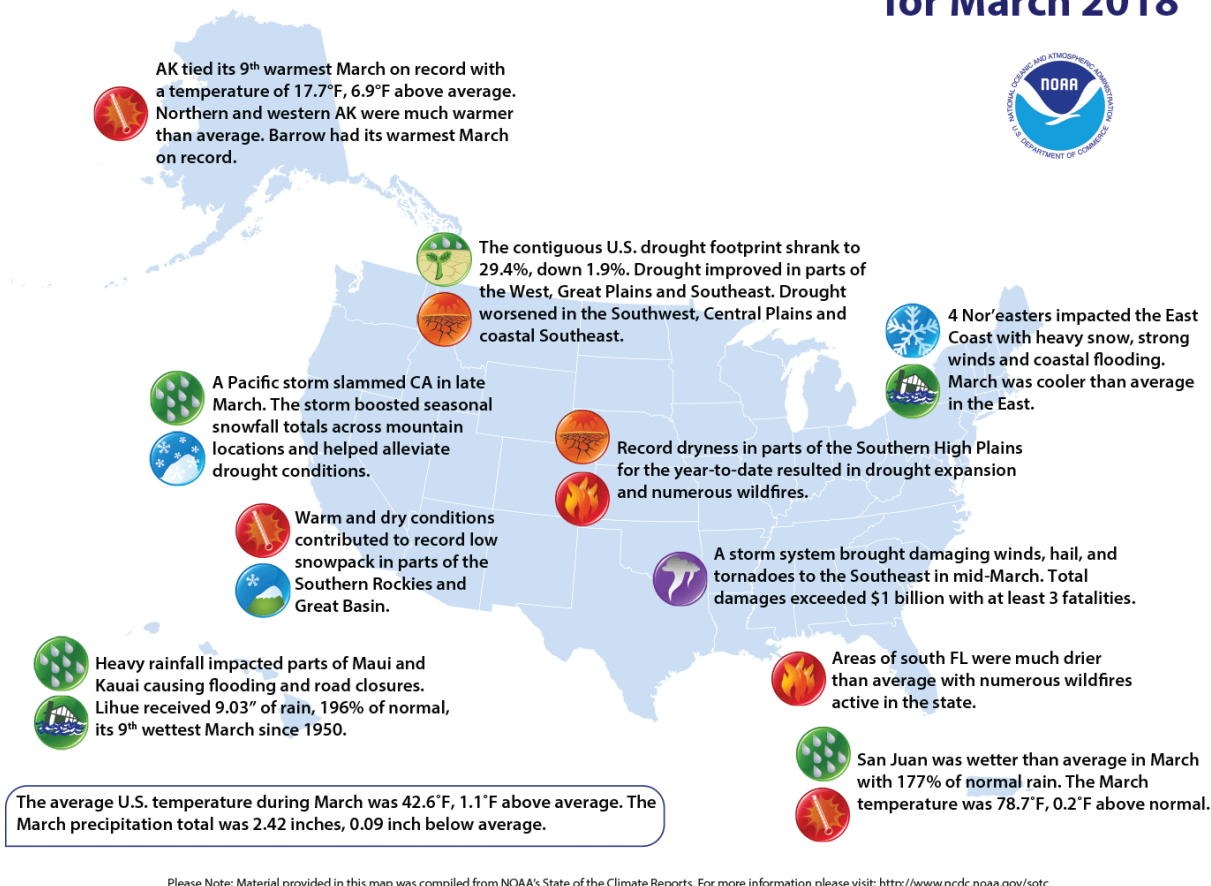 for March 2018
NATIONAL OCEANIC AND ATMOSPHERIC ADMINISTRATION
NOAA
U.S. DEPARTMENT OF COMMERCE
AK tied its 9th warmest March on record with
a temperature of 17.7°F, 6.9°F above average.
Northern and western AK were much warmer
than average. Barrow had its warmest March
on record.
The contiguous U.S. drought footprint shrank to
29.4%, down 1.9%. Drought improved in parts of
the West, Great Plains and Southeast. Drought
worsened in the Southwest, Central Plains and
coastal Southeast.
4 Nor’easters impacted the East
Coast with heavy snow, strong
winds and coastal flooding.
March was cooler than average
in the East.
A Pacific storm slammed CA in late
March. The storm boosted seasonal
snowfall totals across mountain
locations and helped alleviate
drought conditions.
Record dryness in parts of the Southern High Plains
for the year-to-date resulted in drought expansion
and numerous wildfires.
Warm and dry conditions
contributed to record low
snowpack in parts of the
Southern Rockies and
Great Basin.
A storm system brought damaging winds, hail, and
tornadoes to the Southeast in mid-March. Total
damages exceeded $1 billion with at least 3 fatalities.
Heavy rainfall impacted parts of Maui and
Kauai causing flooding and road closures.
Lihue received 9.03” of rain, 196% of normal,
its 9th wettest March since 1950.
Areas of south FL were much drier
than average with numerous wildfires
active in the state.
San Juan was wetter than average in March
with 177% of normal rain. The March
temperature was 78.7°F, 0.2°F above normal.
The average U.S. temperature during March was 42.6°F, 1.1°F above average. The
March precipitation total was 2.42 inches, 0.09 inch below average.
Please Note: Material provided in this map was compiled from NOAA’s State of the Climate Reports. For more information please visit: http://www.ncdc.noaa.gov/sotc